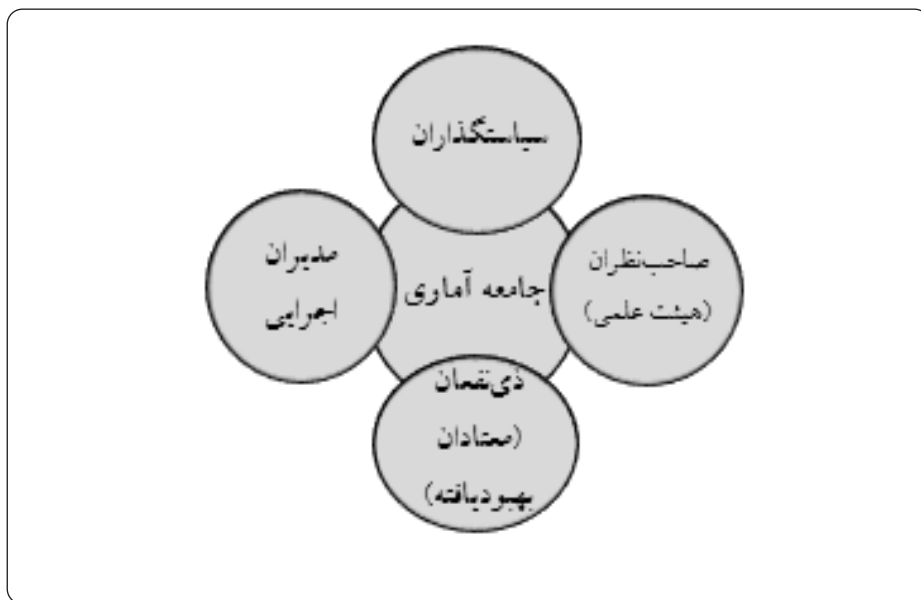 سیاستگذاران
مدیران
اجرایی
جامعه آماری
صاحب‌نظران
(هیئت علمی)
ذی‌نفعان
(معتادان
بهبودیافته)